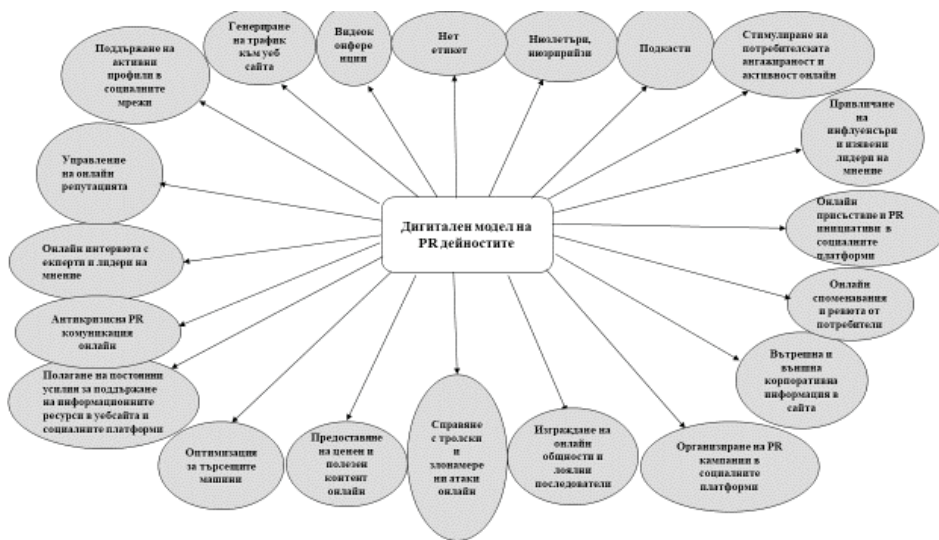 Поддържане на
активни
профили в
социалните
мрежи
Генериране
на трафик
към уеб
сайта
Видеок
онфере
нции
Нет
етикет
Нюзлетъри,
нюзририйзи
Подкасти
Стимулиране на
потребителската
ангажираност и
активност онлайн
Привличане
на
инфлуенсъри
и изявени
лидери на
мнение
Управление
на онлайн
репутацията
Дигитален модел на
PR дейностите
Онлайн
присъствие и PR
инициативи в
социалните
платформи
Онлайн интервюта с
експерти и лидери на
мнение
Онлайн
споменавания
и ревюта от
потребители
Антикризисна PR
комуникация
онлайн
Вътрешна и
външна
корпоративна
информация в
сайта
Полагане на постоянни
усилия за поддържане
на информационните
ресурси в уебсайта и
социалните платформи
Оптимизация
за търсещите
машини
Предоставяне
на ценен и
полезен
контент
онлайн
Справяне
с тролски
и
злонамере
ни атаки
онлайн
Изграждане на
онлайн
общности и
лоялни
последователи
Организиране на PR
кампании в
социалните
платформи